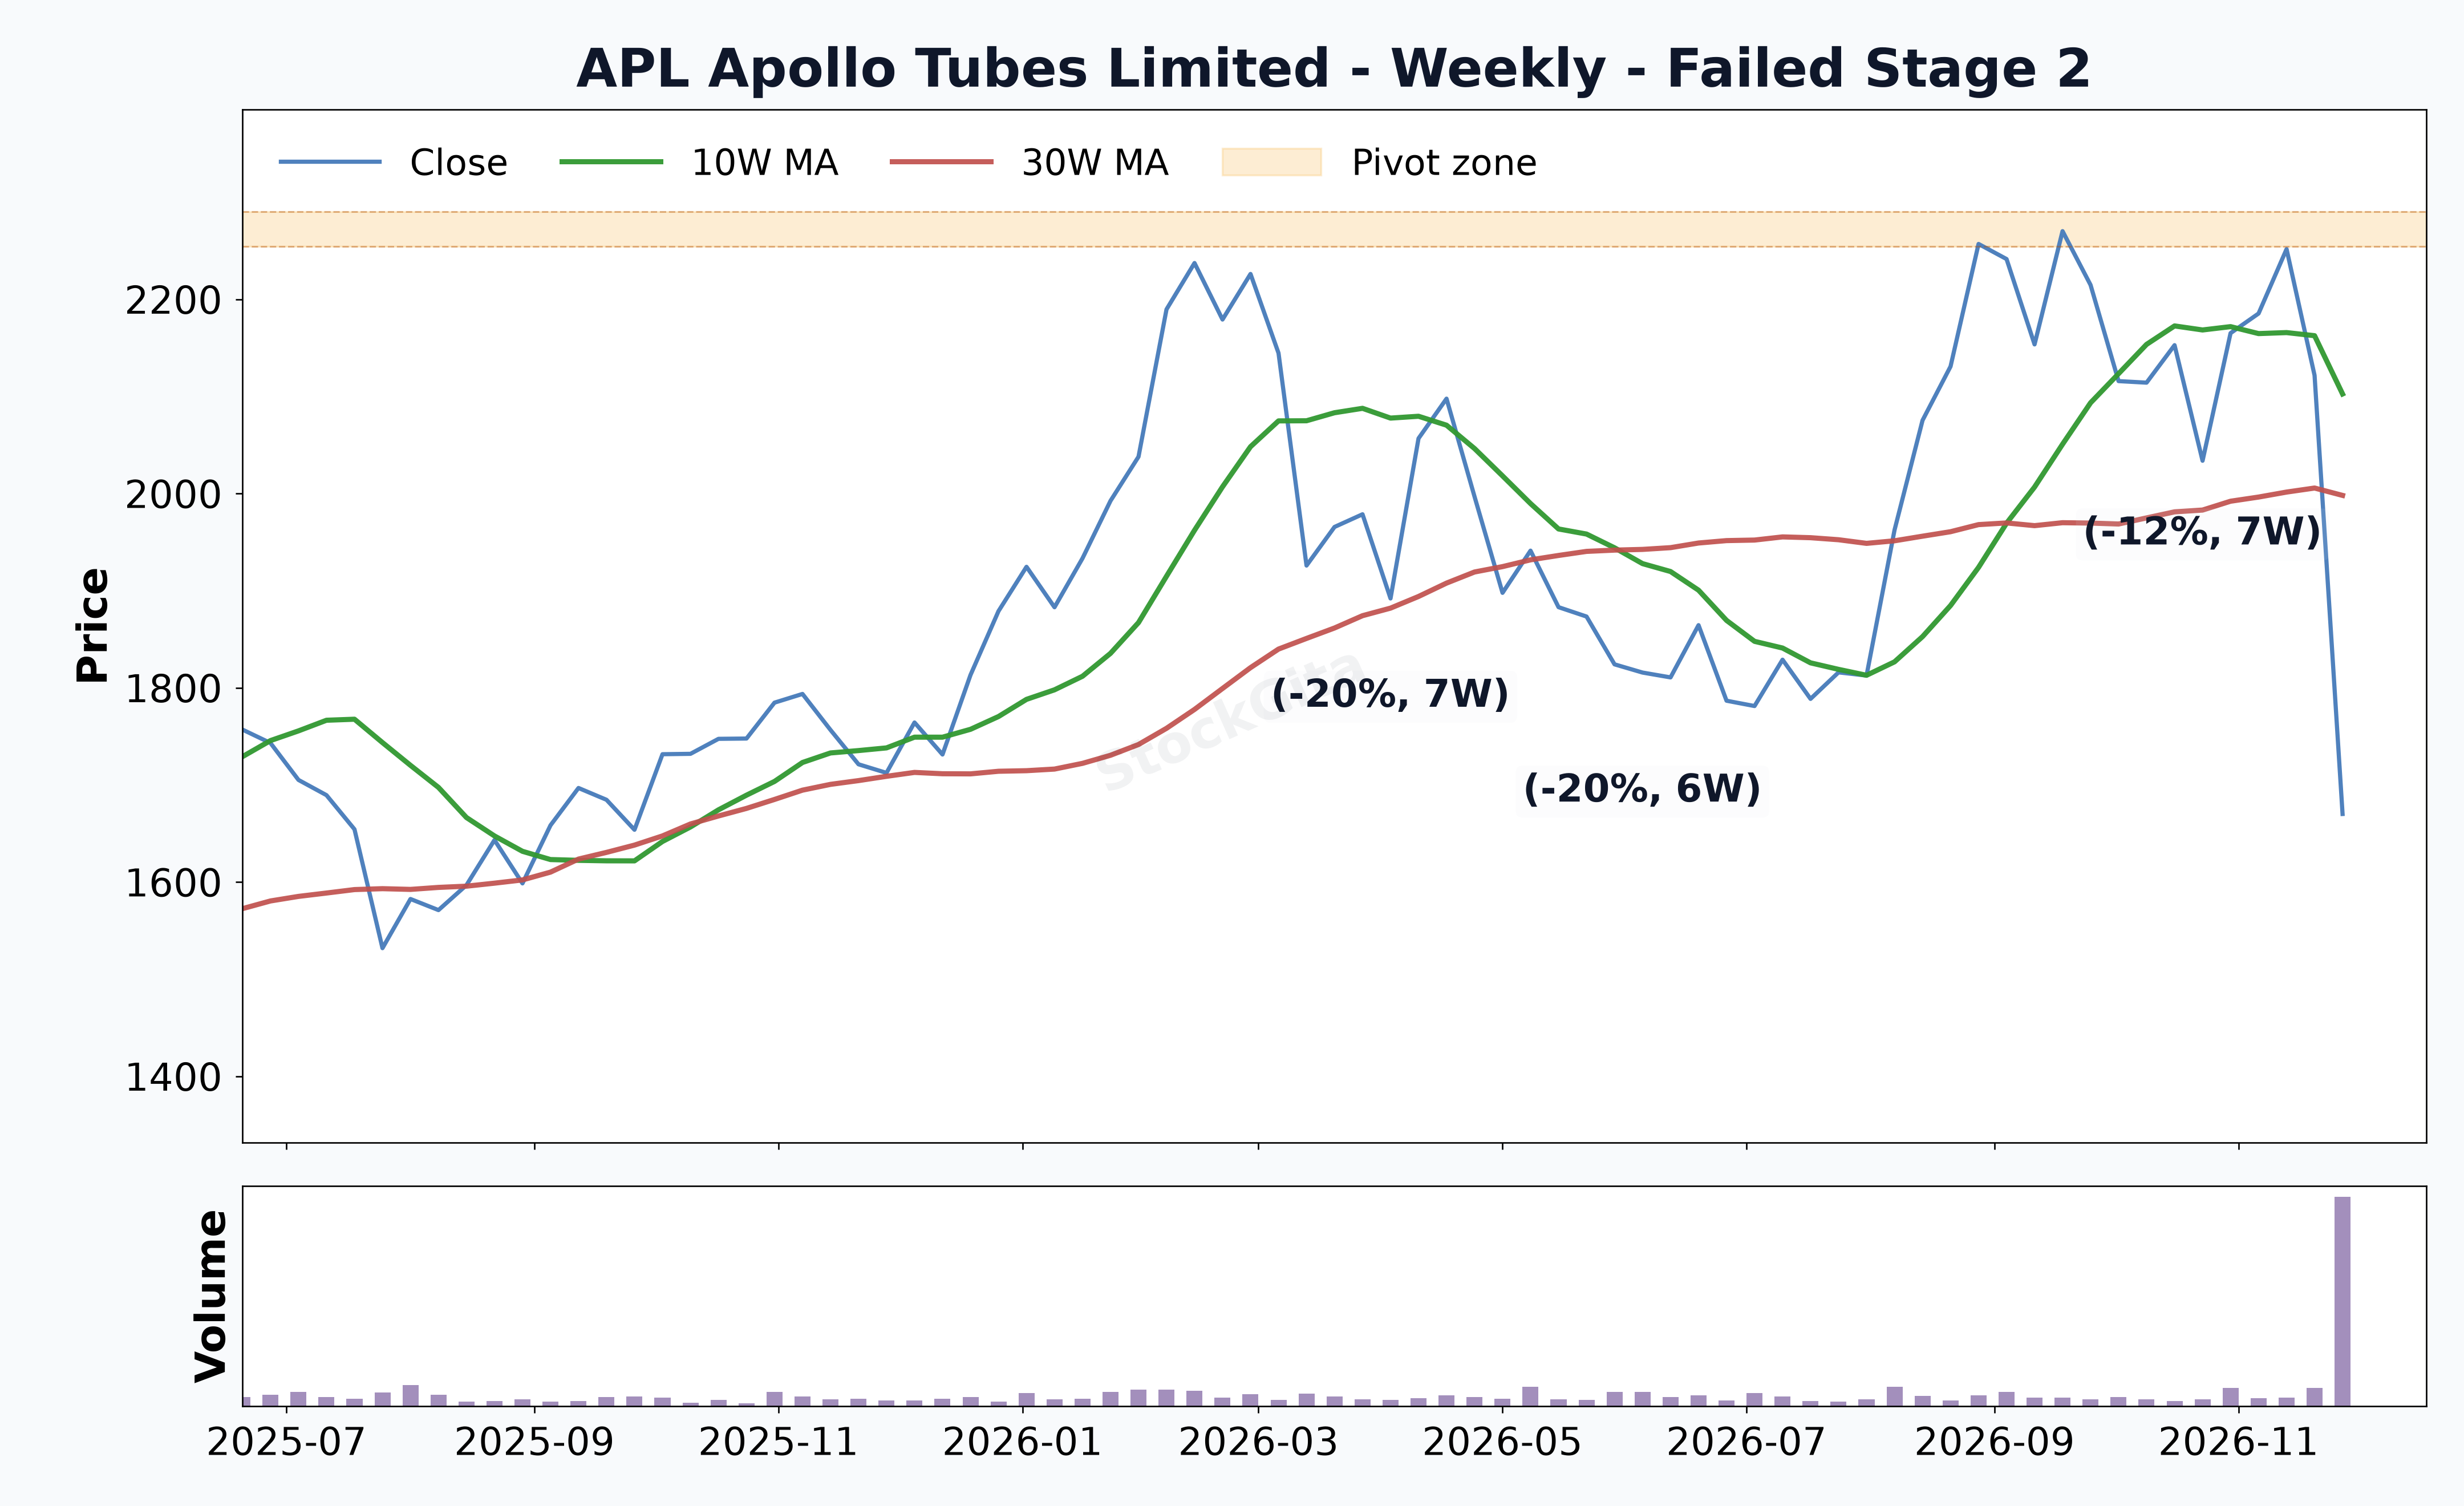 APL Apollo Tubes Limited - Weekly - Failed Stage 2
Close 10W MA 30W MA Pivot zone
2200
2000
1800
1600
1400
Price
(-12%, 7W)
(-20%, 7W)
(-20%, 6W)
StockGita
Volume
2025-07 2025-09 2025-11 2026-01 2026-03 2026-05 2026-07 2026-09 2026-11